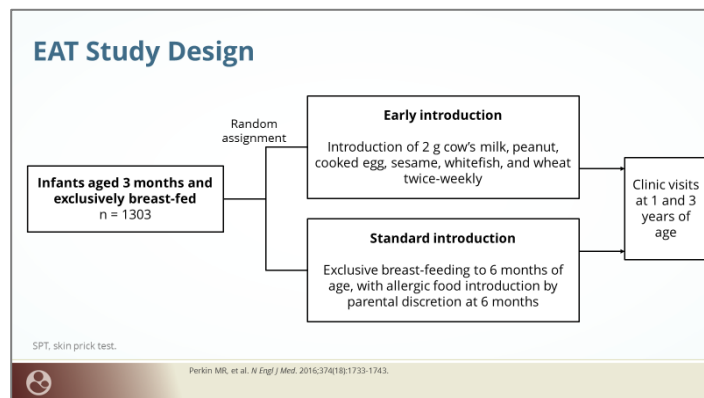 EAT Study Design
Random
assignment
Early introduction
Introduction of 2 g cow's milk, peanut,
cooked egg, sesame, whitefish, and wheat
twice-weekly
Infants aged 3 months and
exclusively breast-fed
n = 1303
Clinic visits
at 1 and 3
years of
age
Standard introduction
Exclusive breast-feeding to 6 months of
age, with allergic food introduction by
parental discretion at 6 months
SPT, skin prick test.
Perkin MR, et al. N Engl J Med. 2016;374(18):1733-1743.